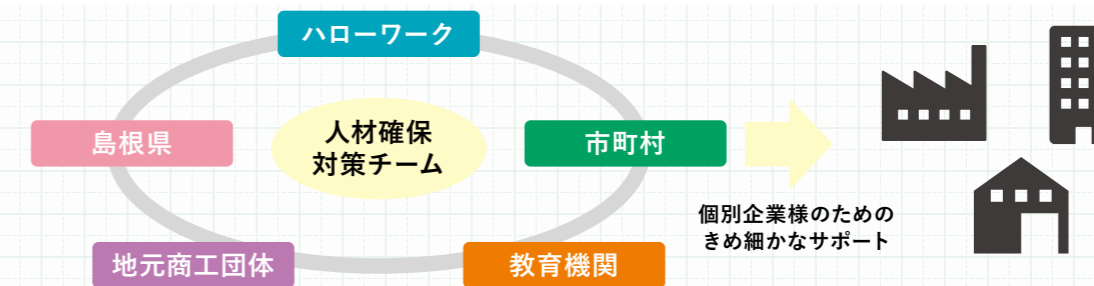 ハローワーク
島根県
人材確保
対策チーム
市町村
個別企業様のための
きめ細かなサポート
地元商工団体
教育機関